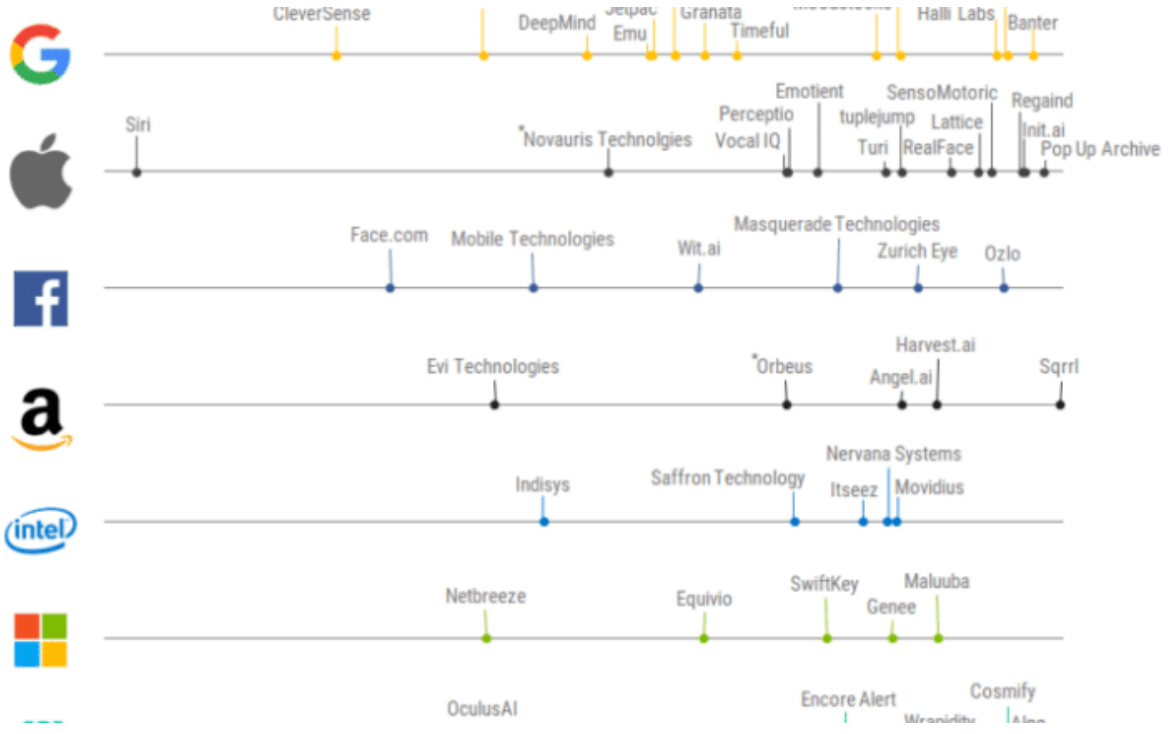 CleverSense
DeepMind
Jetpac
Emu
Granata
Timeful
Halli Labs
Banter
Siri
*Novauris Technolgies
Perceptio
Vocal IQ
Emotient
tuplejump
Turi
RealFace
SensoMotoric
Lattice
Regaind
Init.ai
Pop Up Archive
Face.com
Mobile Technologies
Wit.ai
Masquerade Technologies
Zurich Eye
Ozlo
a
Evi Technologies
*Orbeus
Angel.ai
Harvest.ai
Sqrrl
intel
Indisys
Saffron Technology
Itseez
Nervana Systems
Movidius
Netbreeze
Equivio
SwiftKey
Genee
Maluuba
OculusAI
Encore Alert
Wrapidity
Cosmify